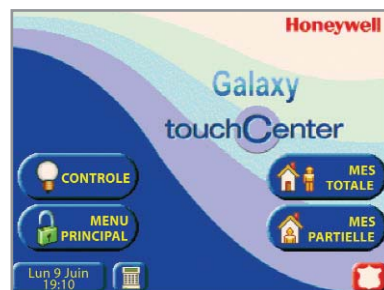 Honeywell
Galaxy
touchCenter
CONTROLE
MES
TOTALE
MENU
PRINCIPAL
MES
PARTIELLE
Lun 9 Juin
19:10